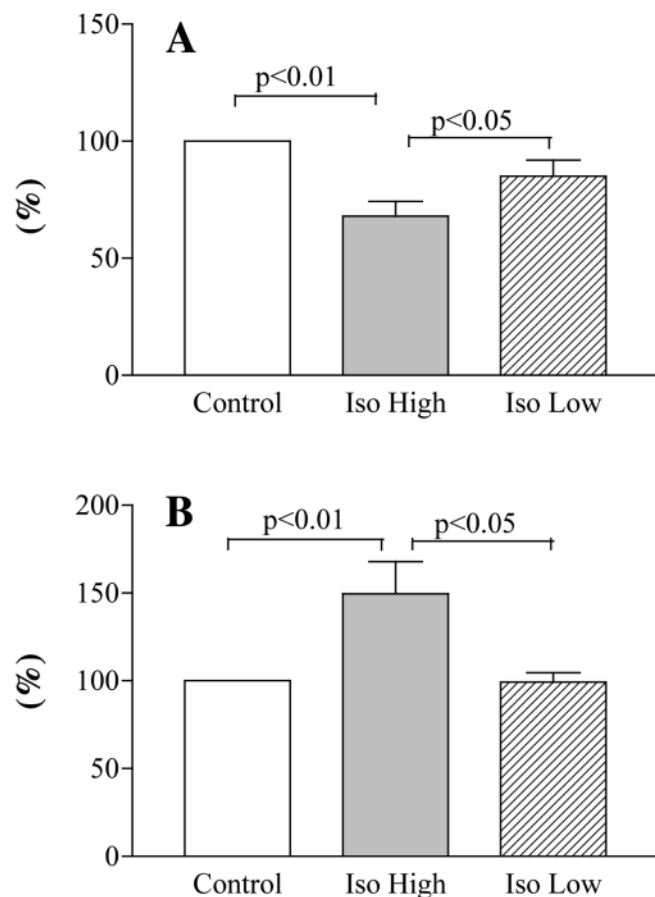 150
A
p<0.01
p<0.05
100
(%)
50
0
Control Iso High Iso Low
200
B
p<0.01 p<0.05
150
(%)
100
50
0
Control Iso High Iso Low